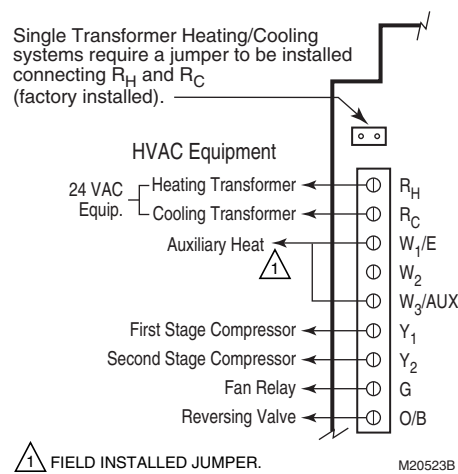 Single Transformer Heating/Cooling
systems require a jumper to be installed
connecting RH and RC
(factory installed).
HVAC Equipment
24 VAC
Equip.
Heating Transformer RH
Cooling Transformer RC
Auxiliary Heat W1/E
1
W2
W3/AUX
First Stage Compressor Y1
Second Stage Compressor Y2
Fan Relay G
Reversing Valve O/B
1 FIELD INSTALLED JUMPER. M20523B